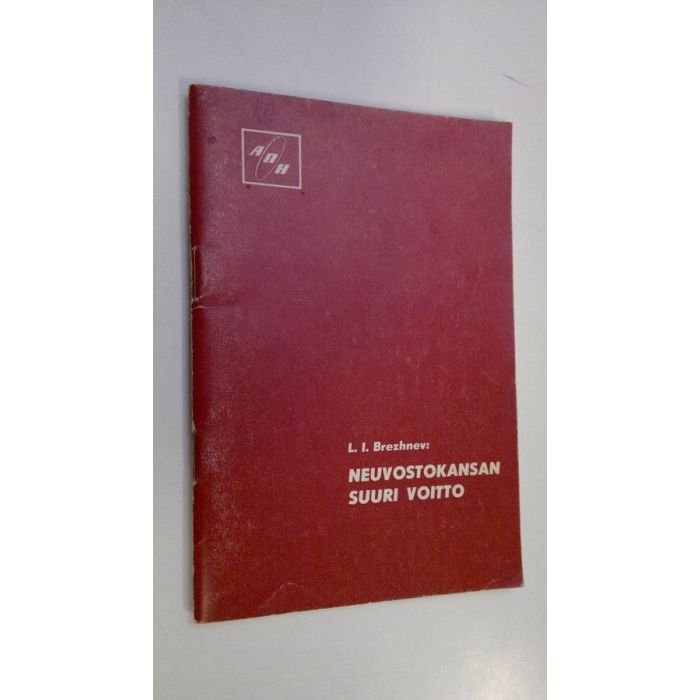 АПН
L. I. Brezhnev:
NEUVOSTOKANSAN
SUURI VOITTO